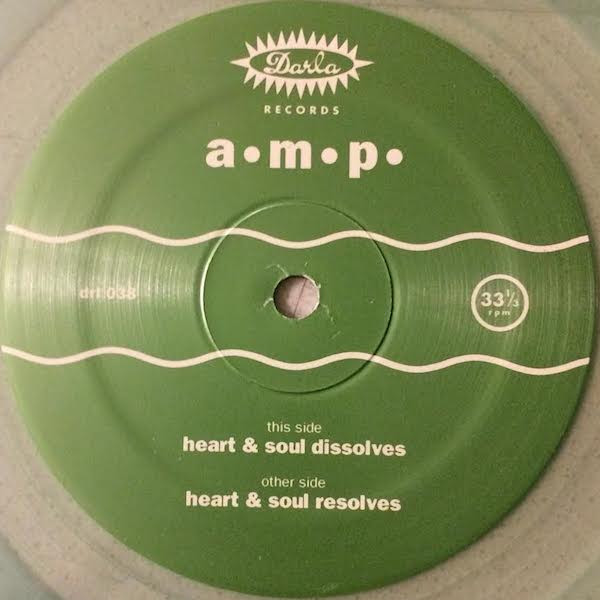 Darla
RECORDS
a•m•p•
drl 038
33⅓
rpm
this side
heart & soul dissolves
other side
heart & soul resolves